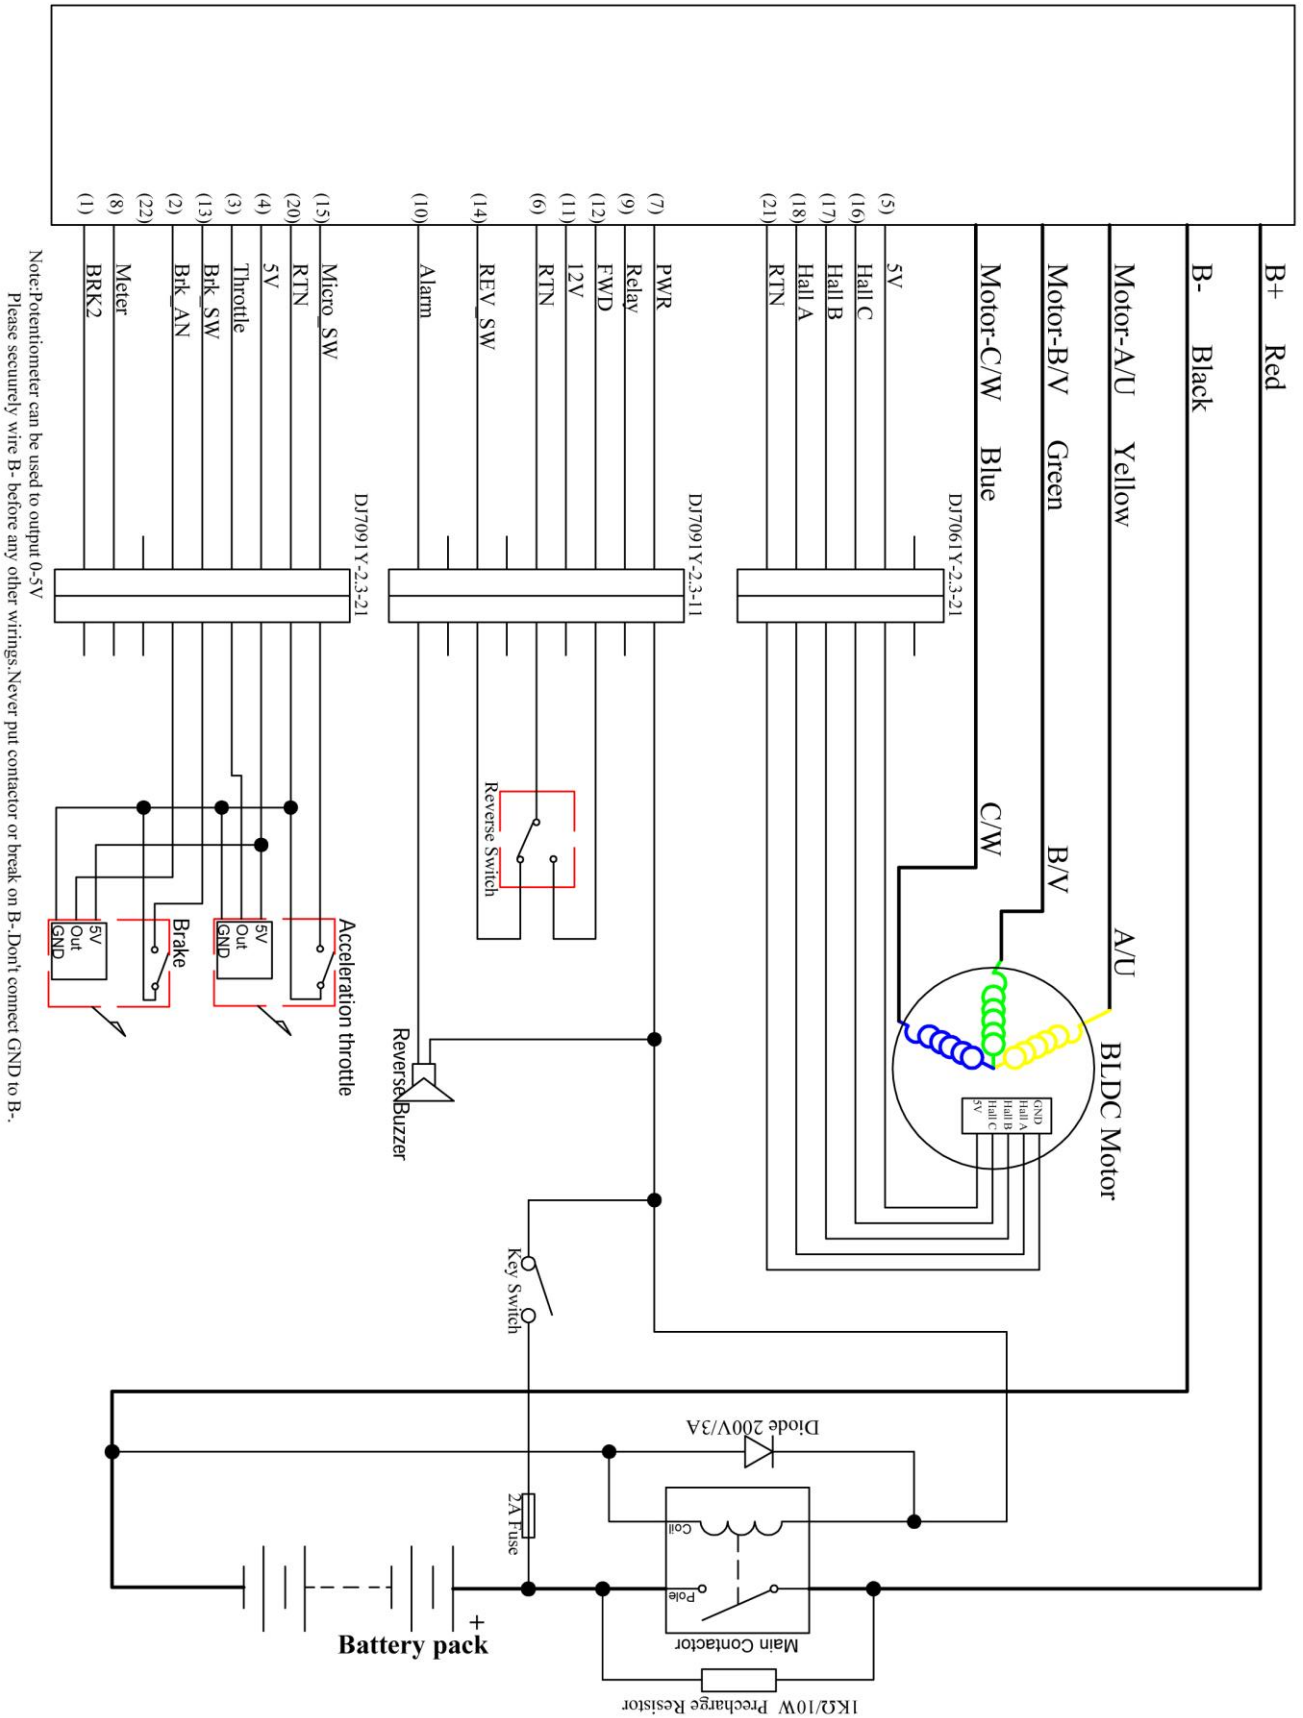 B+ Red
B- Black
Motor-A/U Yellow
Motor-B/V Green
Motor-C/W Blue
(5) 5V
(16) Hall C
(17) Hall B
(18) Hall A
(21) RTN
DJ7061Y-2.3-21
A/U
B/V
C/W
BLDC Motor
GND
Hall A
Hall B
Hall C
5V
(7) PWR
(9) Relay
(12) FWD
(11) 12V
(6) RTN
(14) REV_SW
(10) Alarm
DJ7091Y-2.3-11
Reverse Switch
Reverse Buzzer
Key Switch
2A Fuse
Diode 200V/3A
Coil
Pole
Main Contactor
1KΩ/10W Precharge Resistor
+
Battery pack
(15) Micro_SW
(20) RTN
(4) 5V
(3) Throttle
(13) Brk_SW
(2) Brk_AN
(22)
(8) Meter
(1) BRK2
DJ7091Y-2.3-21
Acceleration throttle
5V
Out
GND
Brake
5V
Out
GND
Note:Potentiometer can be used to output 0-5V
Please secuurely wire B- before any other wirings.Never put contactor or break on B-.Don't connect GND to B-.